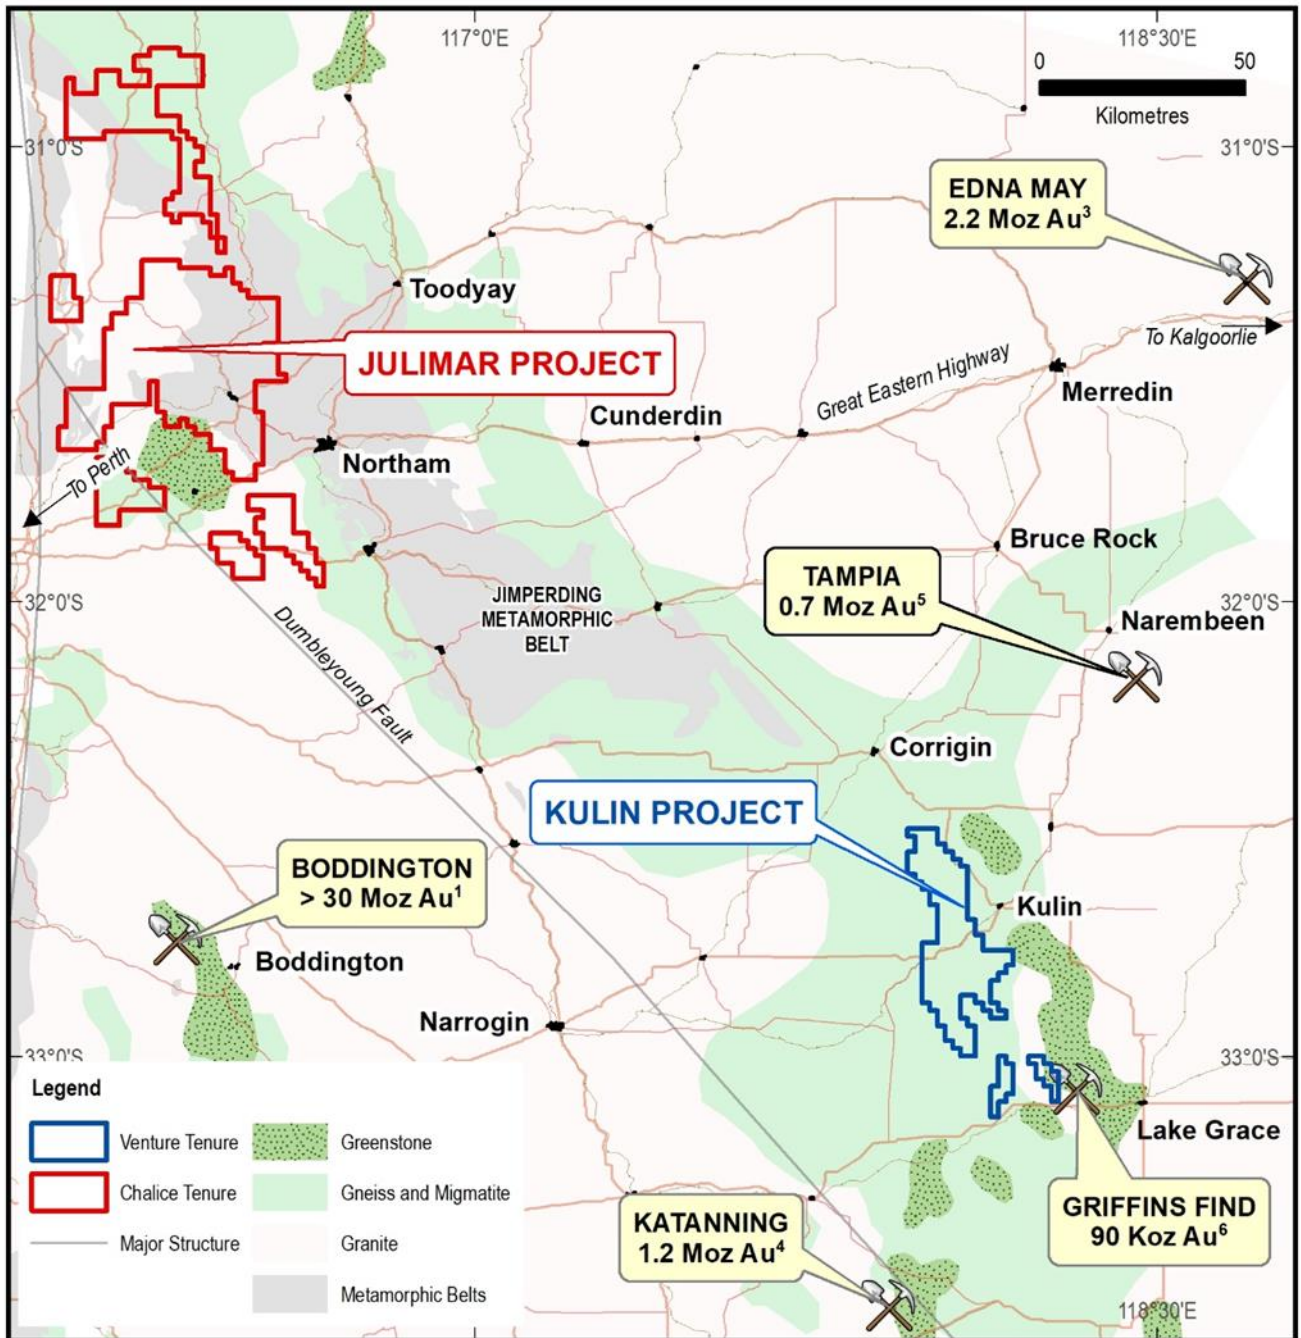 117°0'E
118°30'E
0 50
Kilometres
31°0'S
31°0'S
EDNA MAY
2.2 Moz Au³
Toodyay
To Kalgoorlie
JULIMAR PROJECT
Great Eastern Highway
Merredin
Cunderdin
Northam
To Perth
Bruce Rock
TAMPIA
0.7 Moz Au⁵
JIMPERDING
METAMORPHIC
BELT
32°0'S
32°0'S
Narembeen
Dumbleyoung Fault
Corrigin
KULIN PROJECT
BODDINGTON
> 30 Moz Au¹
Kulin
Boddington
Narrogin
33°0'S
33°0'S
Legend
Venture Tenure
Greenstone
Chalice Tenure
Gneiss and Migmatite
Major Structure
Granite
Metamorphic Belts
Lake Grace
GRIFFINS FIND
90 Koz Au⁶
KATANNING
1.2 Moz Au⁴
118°30'E